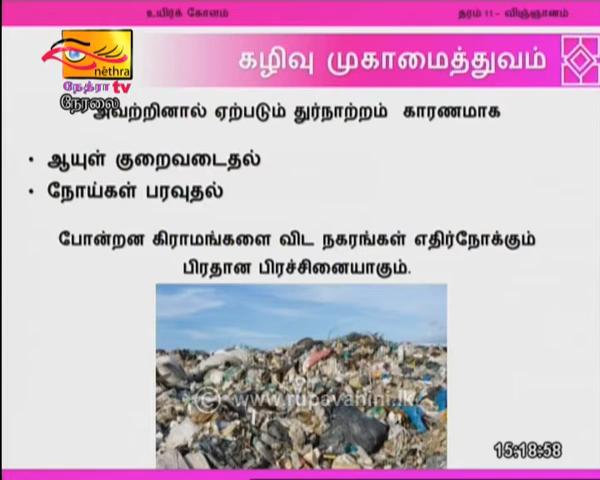 உயிர்க் கோளம்
தரம் 11 - விஞ்ஞானம்
கழிவு முகாமைத்துவம்
nethra
நேத்ரா tv
நேரலை
அவற்றினால் ஏற்படும் துர்நாற்றம் காரணமாக
• ஆயுள் குறைவடைதல்
• நோய்கள் பரவுதல்
போன்றன கிராமங்களை விட நகரங்கள் எதிர்நோக்கும்
பிரதான பிரச்சினையாகும்.
© www.rupavahini.lk
15:18:58